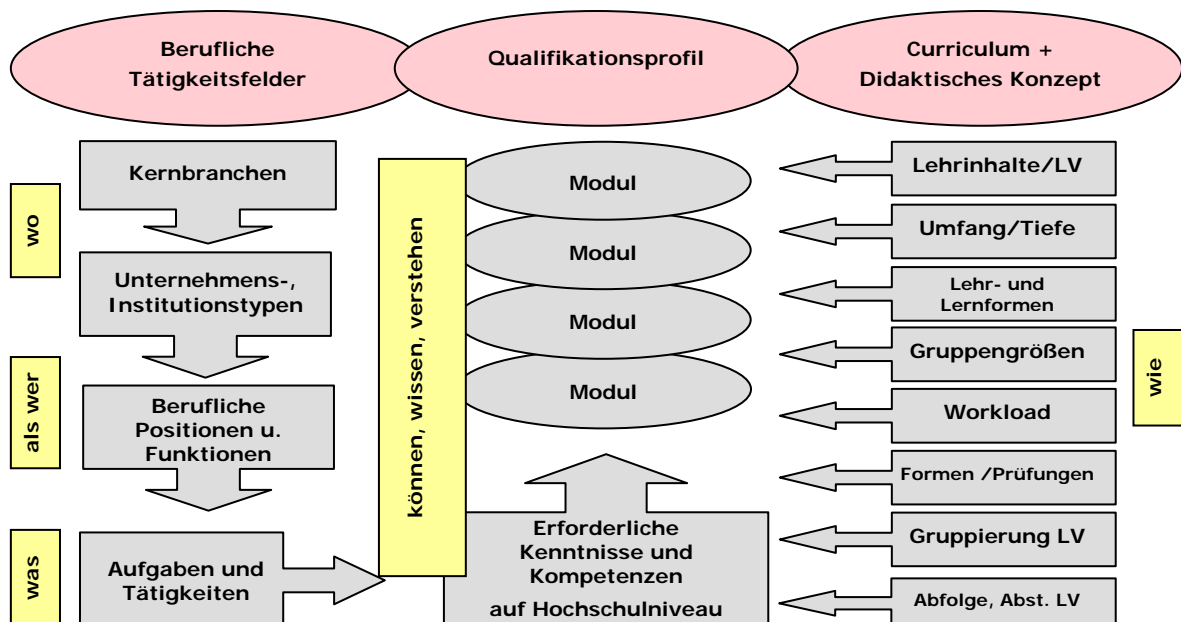 Berufliche
Tätigkeitsfelder
Qualifikationsprofil
Curriculum +
Didaktisches Konzept
wo
als wer
was
Kernbranchen
Unternehmens-,
Institutionstypen
Berufliche
Positionen u.
Funktionen
Aufgaben und
Tätigkeiten
können, wissen, verstehen
Modul
Modul
Modul
Modul
Erforderliche
Kenntnisse und
Kompetenzen
auf Hochschulniveau
Lehrinhalte/LV
Umfang/Tiefe
Lehr- und
Lernformen
Gruppengrößen
Workload
Formen /Prüfungen
Gruppierung LV
Abfolge, Abst. LV
wie